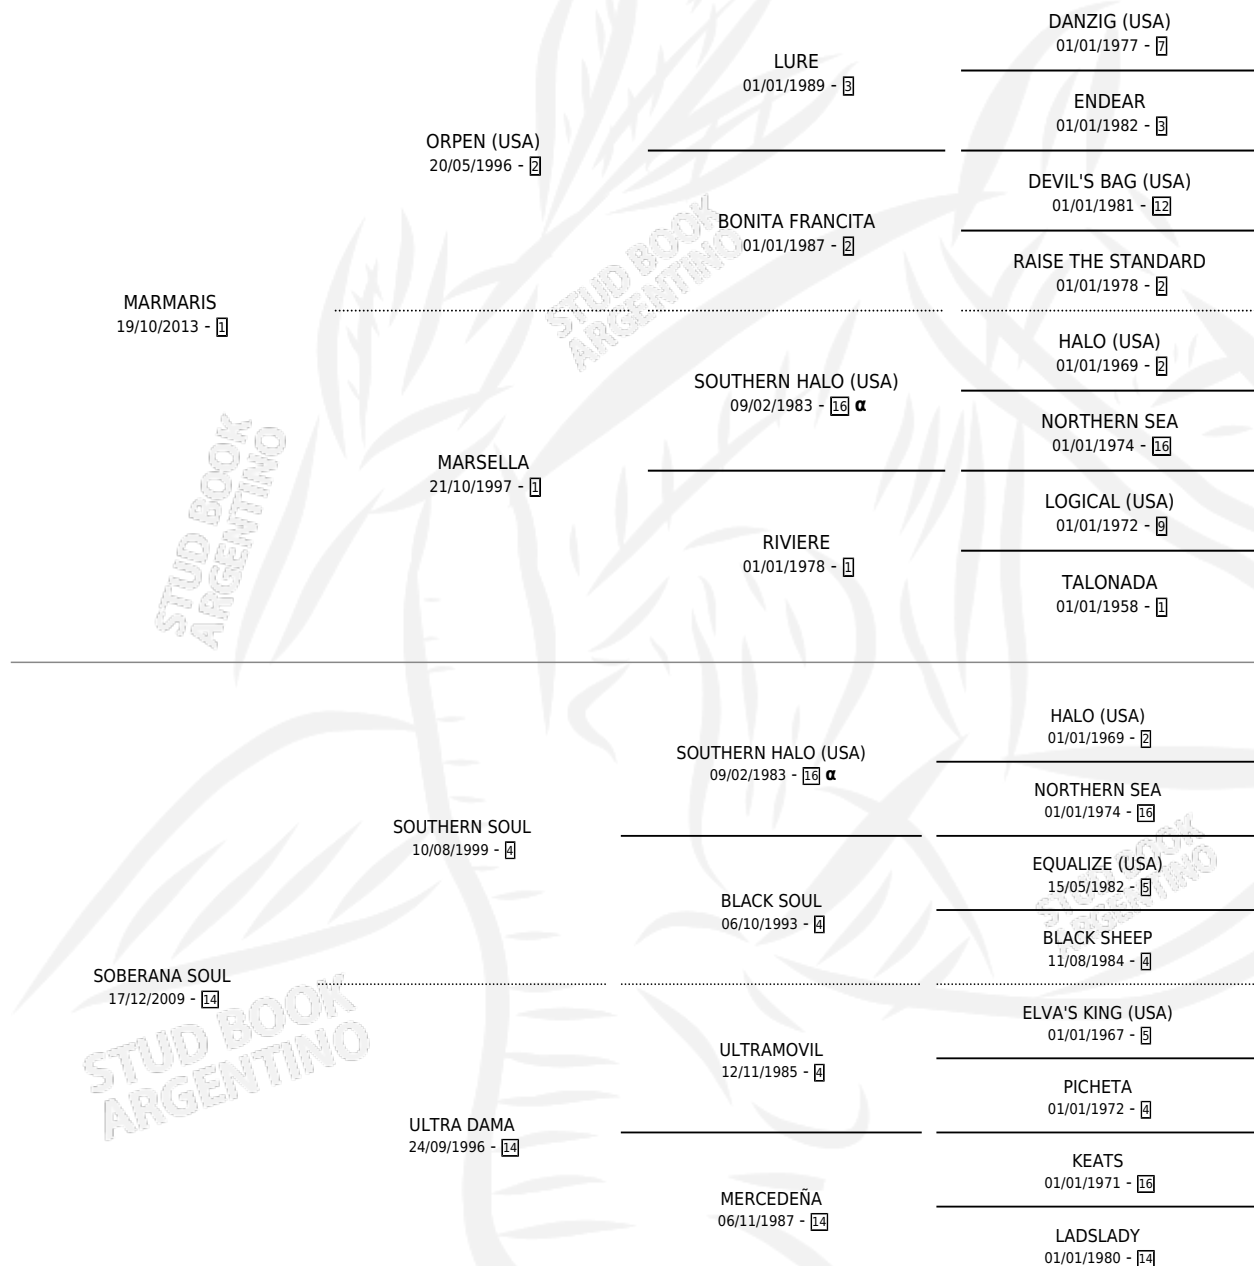 DANZIG (USA)
01/01/1977 - 7
LURE
01/01/1989 - 3
ENDEAR
01/01/1982 - 3
ORPEN (USA)
20/05/1996 - 2
DEVIL'S BAG (USA)
01/01/1981 - 12
BONITA FRANCITA
01/01/1987 - 2
RAISE THE STANDARD
01/01/1978 - 2
STUD BOOK
ARGENTINO
MARMARIS
19/10/2013 - 1
HALO (USA)
01/01/1969 - 2
SOUTHERN HALO (USA)
09/02/1983 - 16 α
NORTHERN SEA
01/01/1974 - 16
MARSELLA
21/10/1997 - 1
LOGICAL (USA)
01/01/1972 - 9
RIVIERE
01/01/1978 - 1
TALONADA
01/01/1958 - 1
STUD BOOK
ARGENTINO
HALO (USA)
01/01/1969 - 2
SOUTHERN HALO (USA)
09/02/1983 - 16 α
NORTHERN SEA
01/01/1974 - 16
SOUTHERN SOUL
10/08/1999 - 4
EQUALIZE (USA)
15/05/1982 - 5
BLACK SOUL
06/10/1993 - 4
BLACK SHEEP
11/08/1984 - 4
STUD BOOK
ARGENTINO
SOBERANA SOUL
17/12/2009 - 14
ELVA'S KING (USA)
01/01/1967 - 5
ULTRAMOVIL
12/11/1985 - 4
PICHETA
01/01/1972 - 4
STUD BOOK
ARGENTINO
ULTRA DAMA
24/09/1996 - 14
KEATS
01/01/1971 - 16
MERCEDEÑA
06/11/1987 - 14
LADSLADY
01/01/1980 - 14